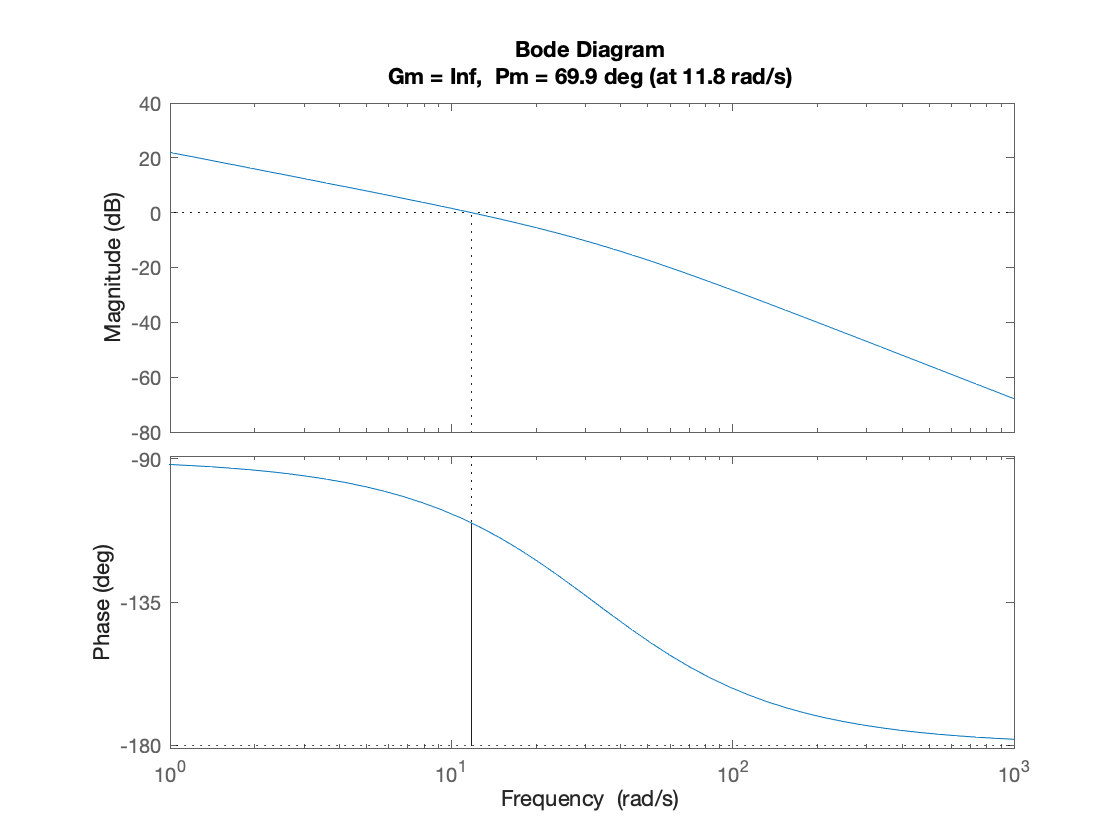 Bode Diagram
Gm = Inf,  Pm = 69.9 deg (at 11.8 rad/s)
40
20
0
-20
-40
-60
-80
Magnitude (dB)
-90
-135
-180
Phase (deg)
10^0 10^1 10^2 10^3
Frequency  (rad/s)